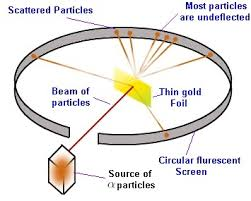 Scattered Particles
Most particles
are undeflected
Beam of
particles
Thin gold
Foil
Circular flurescent
Screen
Source of
α particles